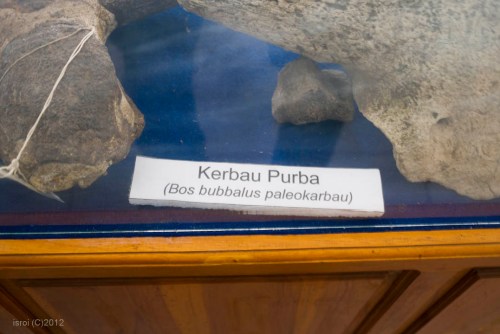 Kerbau Purba
(Bos bubbalus paleokarbau)
isroi (C)2012